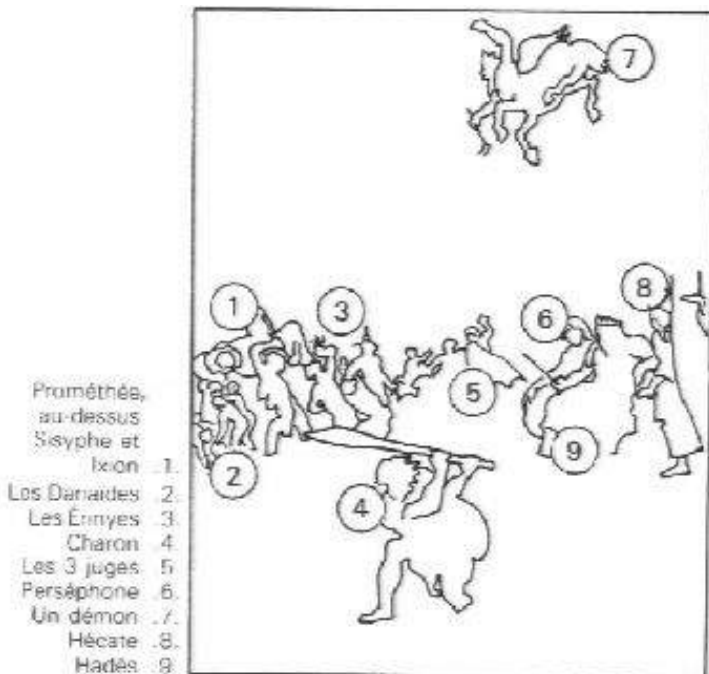 7
8
1
3
6
5
9
2
4
Prométhée,
au-dessus
Sisyphe et
Ixion .1.
Les Danaïdes .2.
Les Érinyes .3.
Charon .4
Les 3 juges 5
Perséphone .6.
Un démon .7.
Hécate .8.
Hadès .9